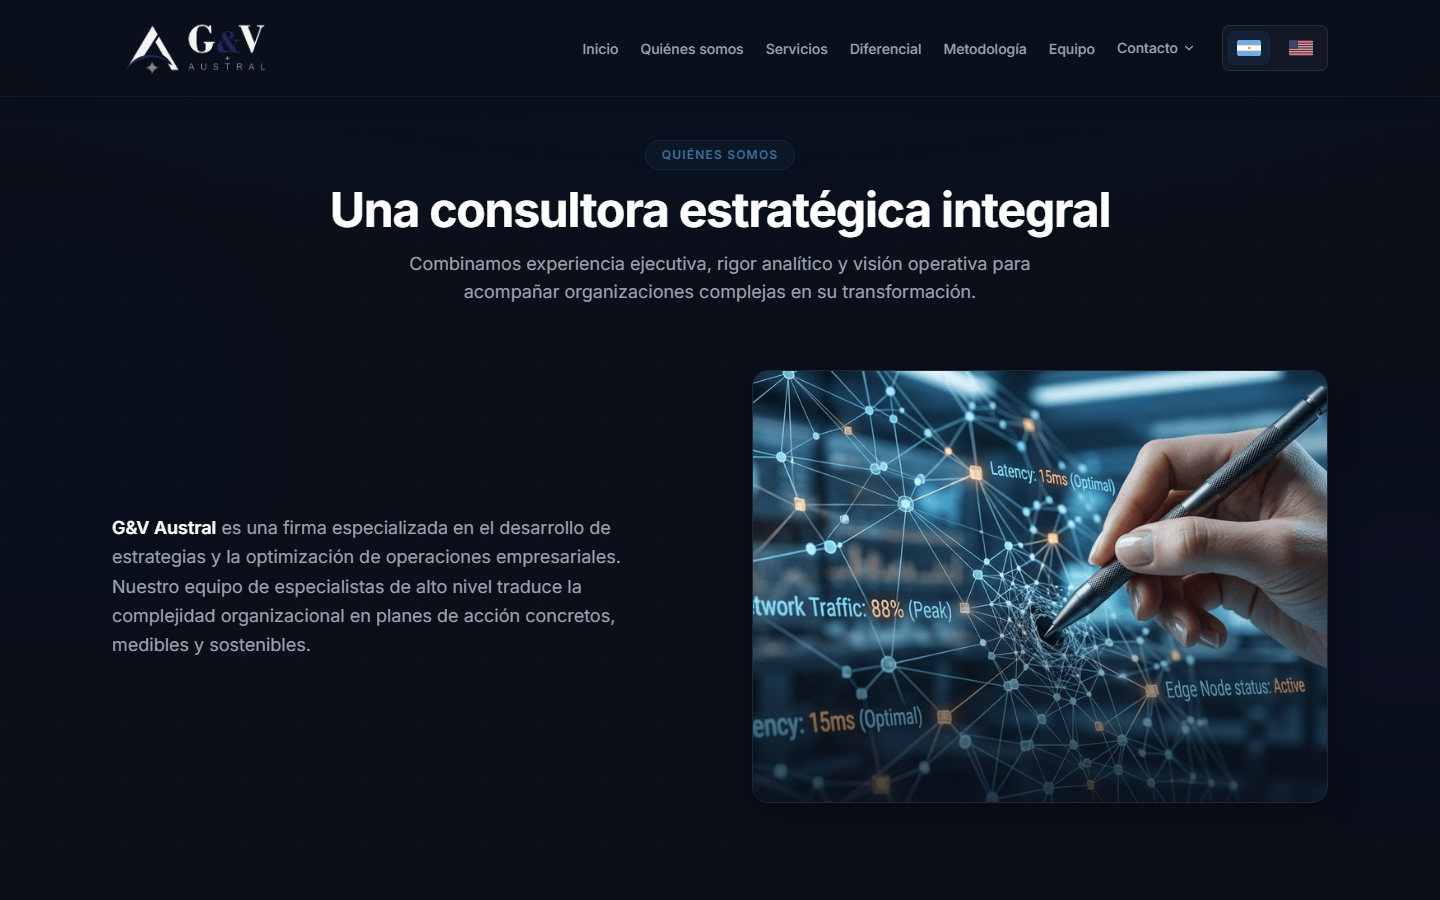 G&V
AUSTRAL
Inicio
Quiénes somos
Servicios
Diferencial
Metodología
Equipo
Contacto
QUIÉNES SOMOS
Una consultora estratégica integral
Combinamos experiencia ejecutiva, rigor analítico y visión operativa para
acompañar organizaciones complejas en su transformación.
G&V Austral es una firma especializada en el desarrollo de
estrategias y la optimización de operaciones empresariales.
Nuestro equipo de especialistas de alto nivel traduce la
complejidad organizacional en planes de acción concretos,
medibles y sostenibles.
Latency: 15ms (Optimal)
twork Traffic: 88% (Peak)
Edge Node status: Active
ency: 15ms (Optimal)